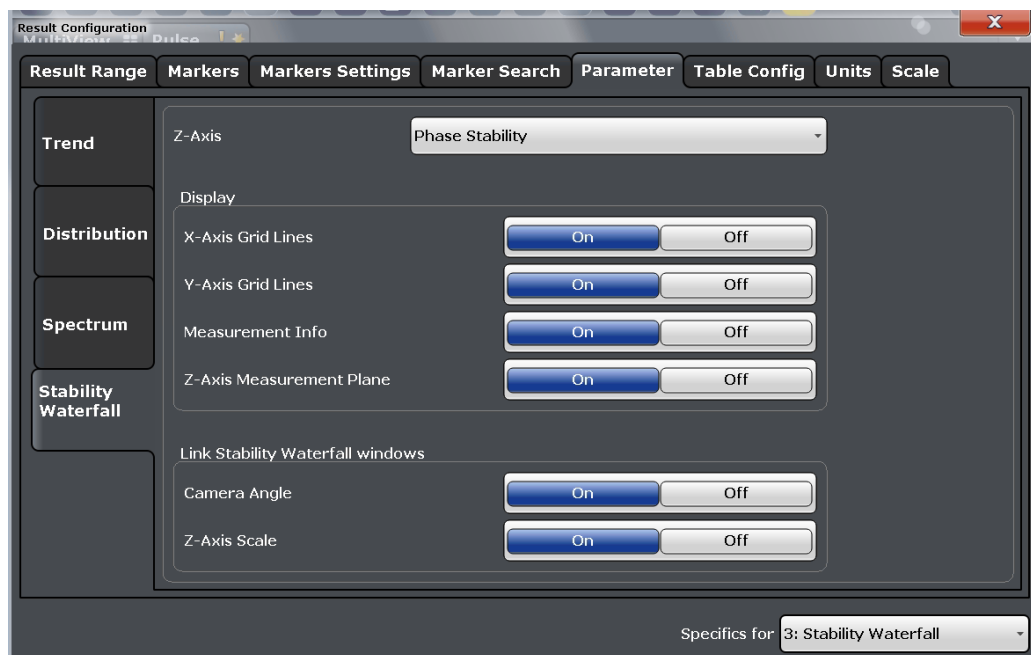 Result Configuration
MultiView Pulse
X
Result Range Markers Markers Settings Marker Search Parameter Table Config Units Scale
Trend
Distribution
Spectrum
Stability
Waterfall
Z-Axis Phase Stability
Display
X-Axis Grid Lines On Off
Y-Axis Grid Lines On Off
Measurement Info On Off
Z-Axis Measurement Plane On Off
Link Stability Waterfall windows
Camera Angle On Off
Z-Axis Scale On Off
Specifics for 3: Stability Waterfall